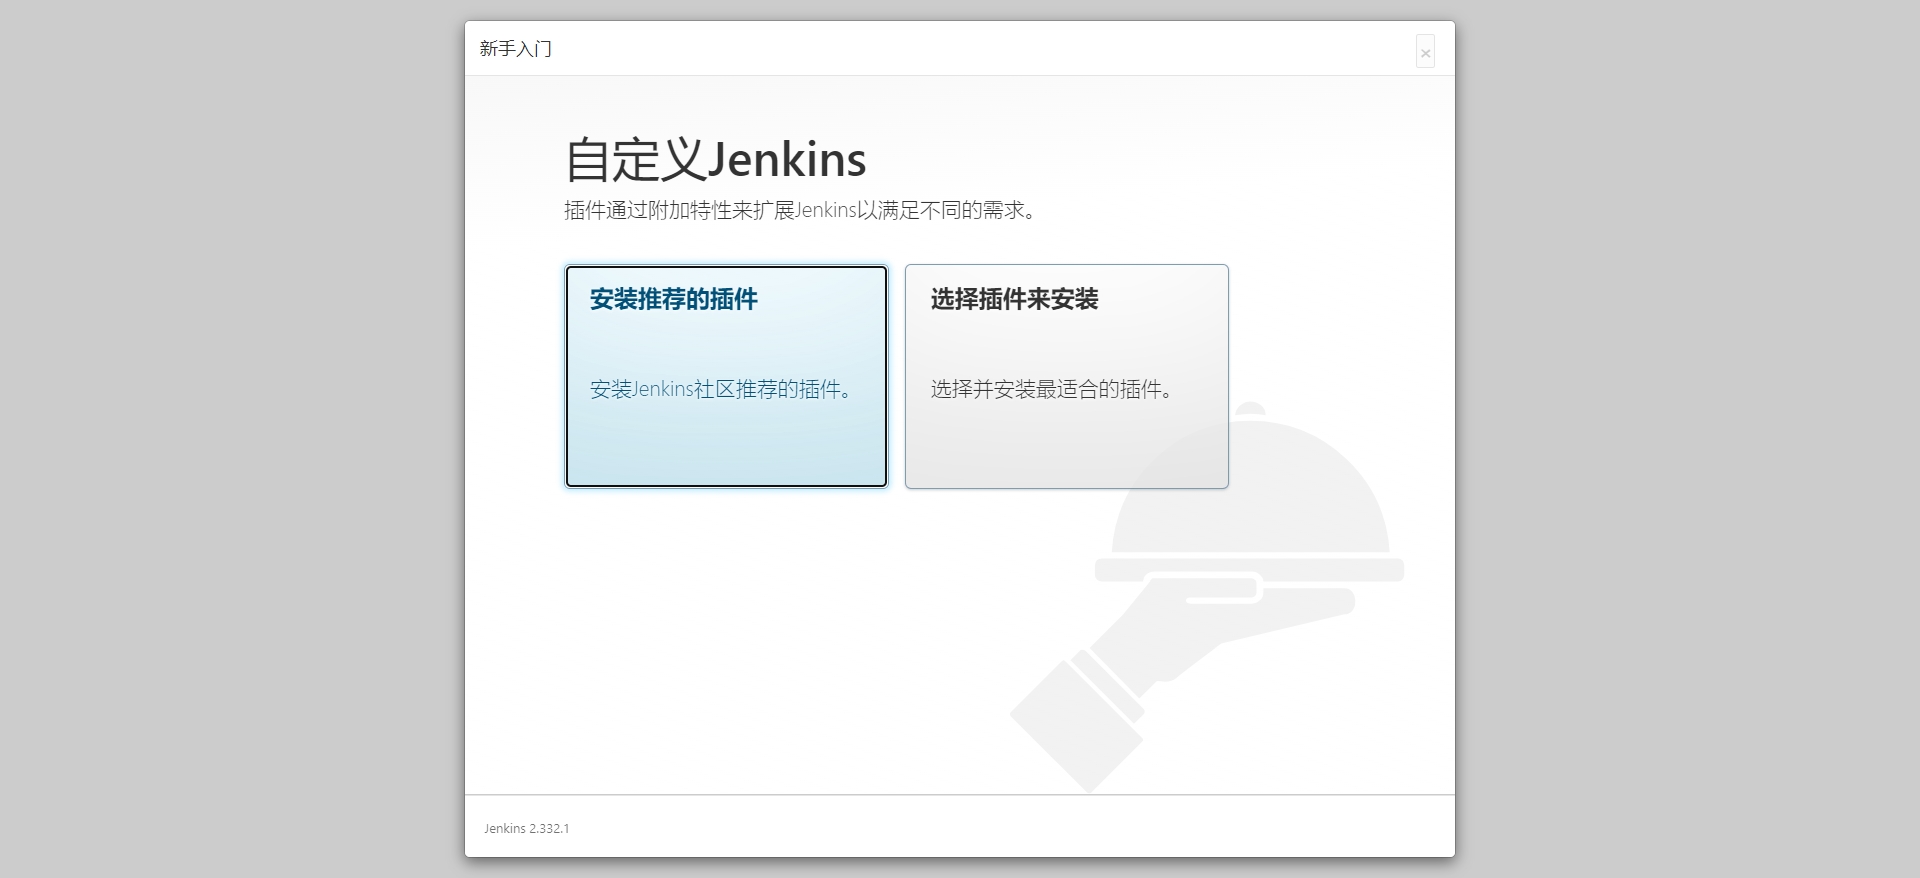 新手入门
×
自定义Jenkins
插件通过附加特性来扩展Jenkins以满足不同的需求。
安装推荐的插件
安装Jenkins社区推荐的插件。
选择插件来安装
选择并安装最适合的插件。
Jenkins 2.332.1